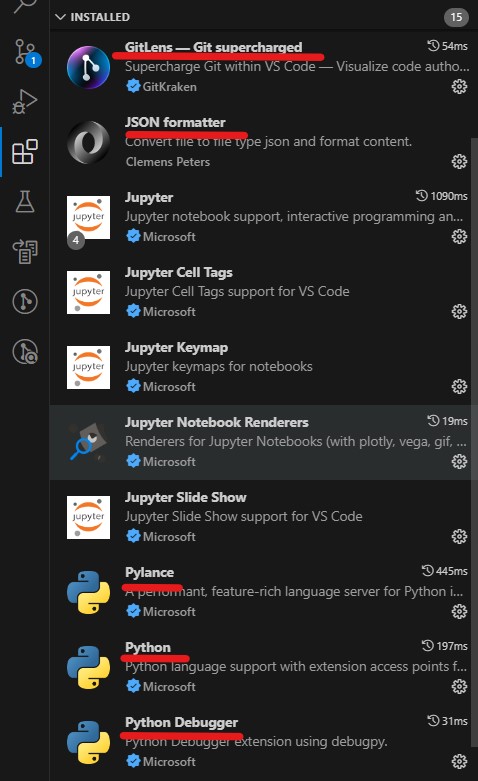 INSTALLED 15
GitLens — Git supercharged 54ms
Supercharge Git within VS Code — Visualize code autho...
GitKraken
1
JSON formatter
Convert file to file type json and format content.
Clemens Peters
Jupyter 1090ms
jupyter
Jupyter notebook support, interactive programming an...
4
Microsoft
Jupyter Cell Tags
jupyter
Jupyter Cell Tags support for VS Code
Microsoft
Jupyter Keymap
jupyter
Jupyter keymaps for notebooks
Microsoft
Jupyter Notebook Renderers 19ms
Renderers for Jupyter Notebooks (with plotly, vega, gif, ...
Microsoft
Jupyter Slide Show
jupyter
Jupyter Slide Show support for VS Code
Microsoft
Pylance 445ms
A performant, feature-rich language server for Python i...
Microsoft
Python 197ms
Python language support with extension access points f...
Microsoft
Python Debugger 31ms
Python Debugger extension using debugpy.
Microsoft